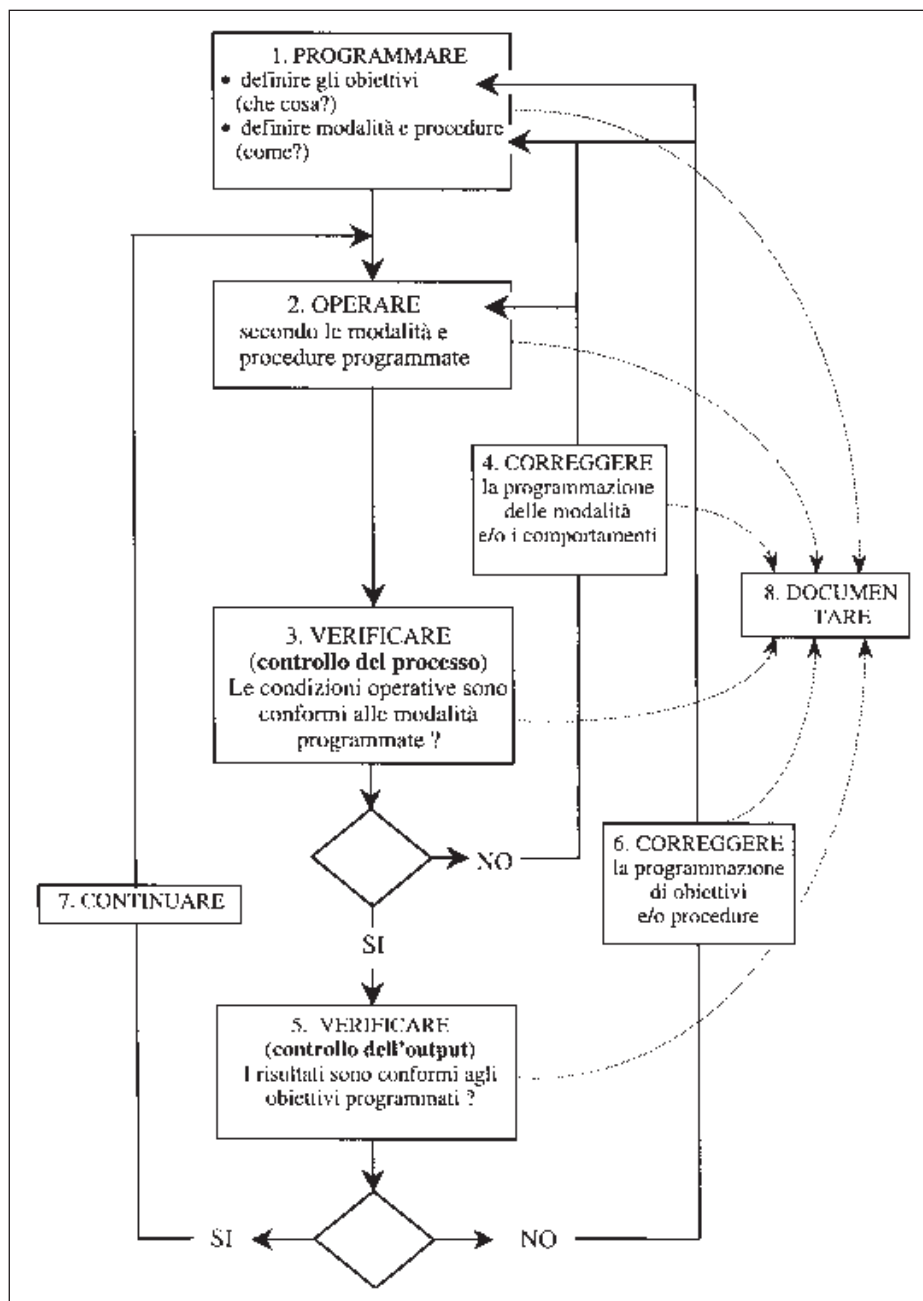 1. PROGRAMMARE
• definire gli obiettivi
(che cosa?)
• definire modalità e procedure
(come?)
2. OPERARE
secondo le modalità e
procedure programmate
3. VERIFICARE
(controllo del processo)
Le condizioni operative sono
conformi alle modalità
programmate ?
NO
4. CORREGGERE
la programmazione
delle modalità
e/o i comportamenti
SI
5. VERIFICARE
(controllo dell'output)
I risultati sono conformi agli
obiettivi programmati ?
SI
NO
6. CORREGGERE
la programmazione
di obiettivi
e/o procedure
7. CONTINUARE
8. DOCUMEN
TARE